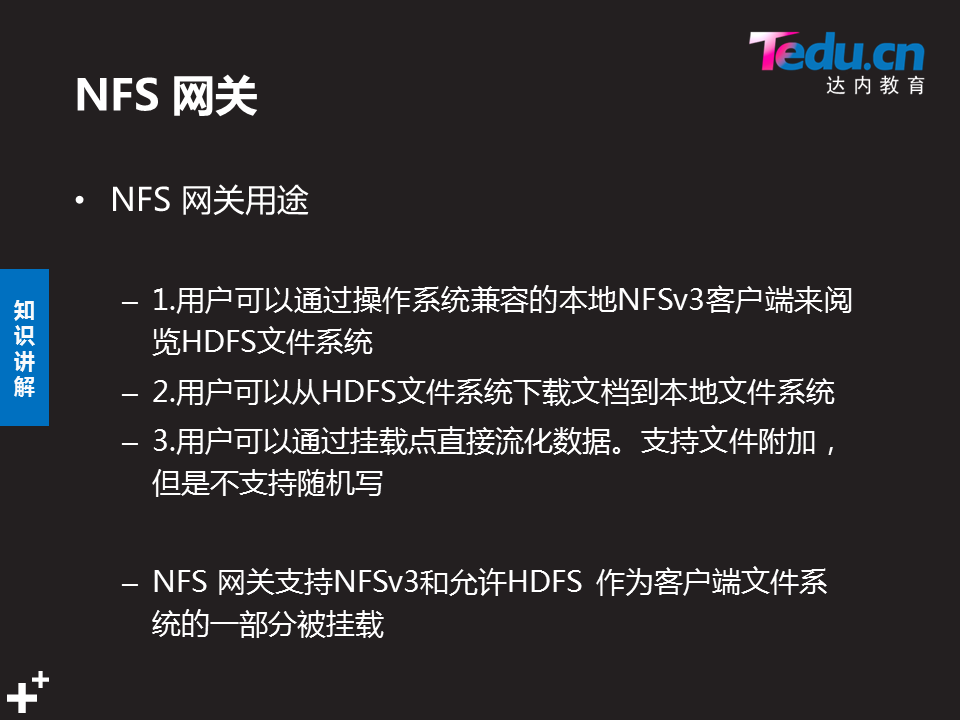 Tedu.cn
达内教育
NFS 网关
• NFS 网关用途
– 1.用户可以通过操作系统兼容的本地NFSv3客户端来阅
览HDFS文件系统
– 2.用户可以从HDFS文件系统下载文档到本地文件系统
– 3.用户可以通过挂载点直接流化数据。支持文件附加，
但是不支持随机写
– NFS 网关支持NFSv3和允许HDFS 作为客户端文件系
统的一部分被挂载
知
识
讲
解